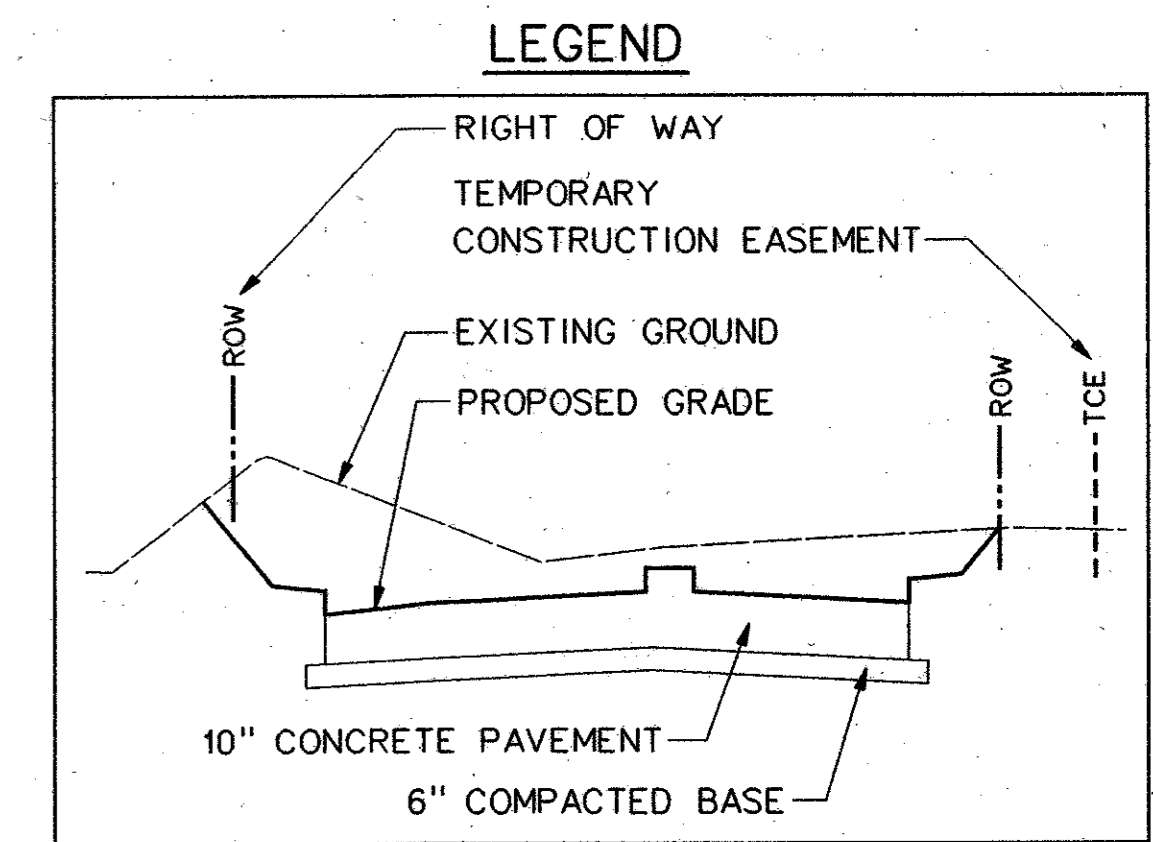 LEGEND
RIGHT OF WAY
TEMPORARY
CONSTRUCTION EASEMENT
ROW
EXISTING GROUND
PROPOSED GRADE
ROW
TCE
10" CONCRETE PAVEMENT
6" COMPACTED BASE